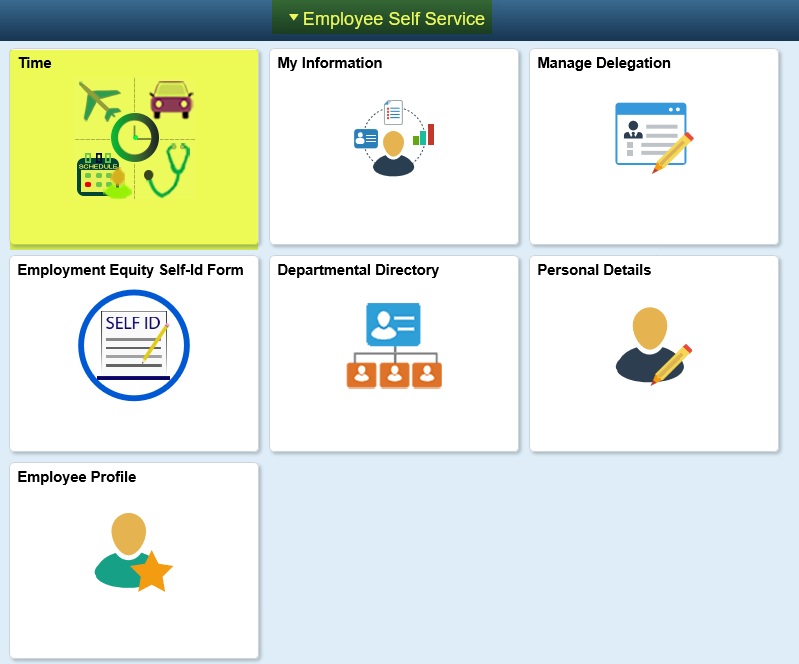 Employee Self Service
Time
My Information
Manage Delegation
SCHEDULE
Employment Equity Self-Id Form
Departmental Directory
Personal Details
SELF ID
Employee Profile